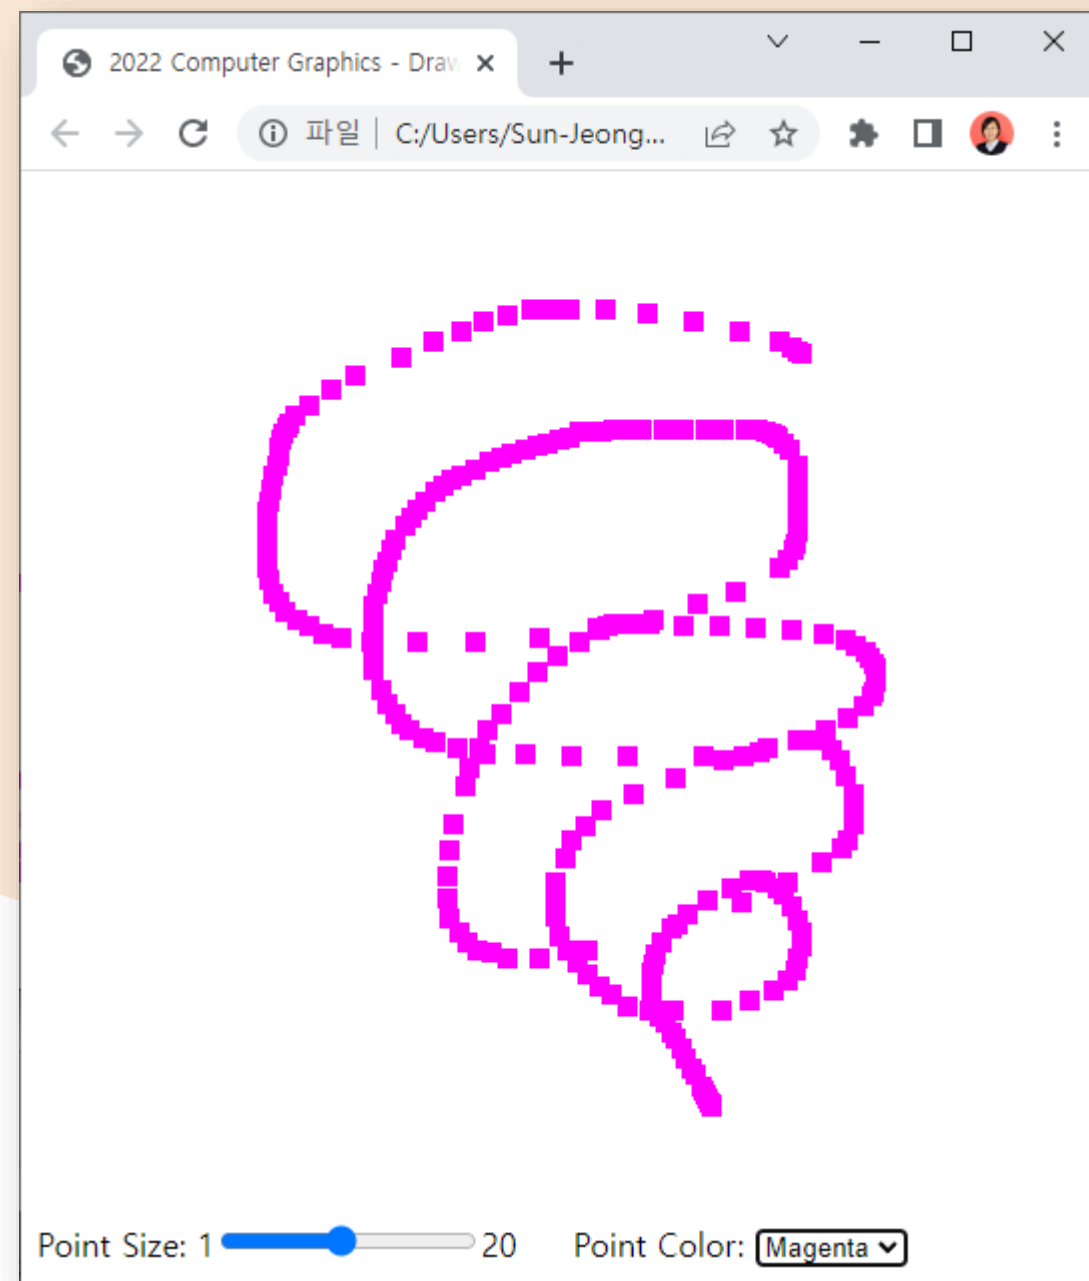 2022 Computer Graphics - Draw
파일 C:/Users/Sun-Jeong...
Point Size: 1 20 Point Color: Magenta